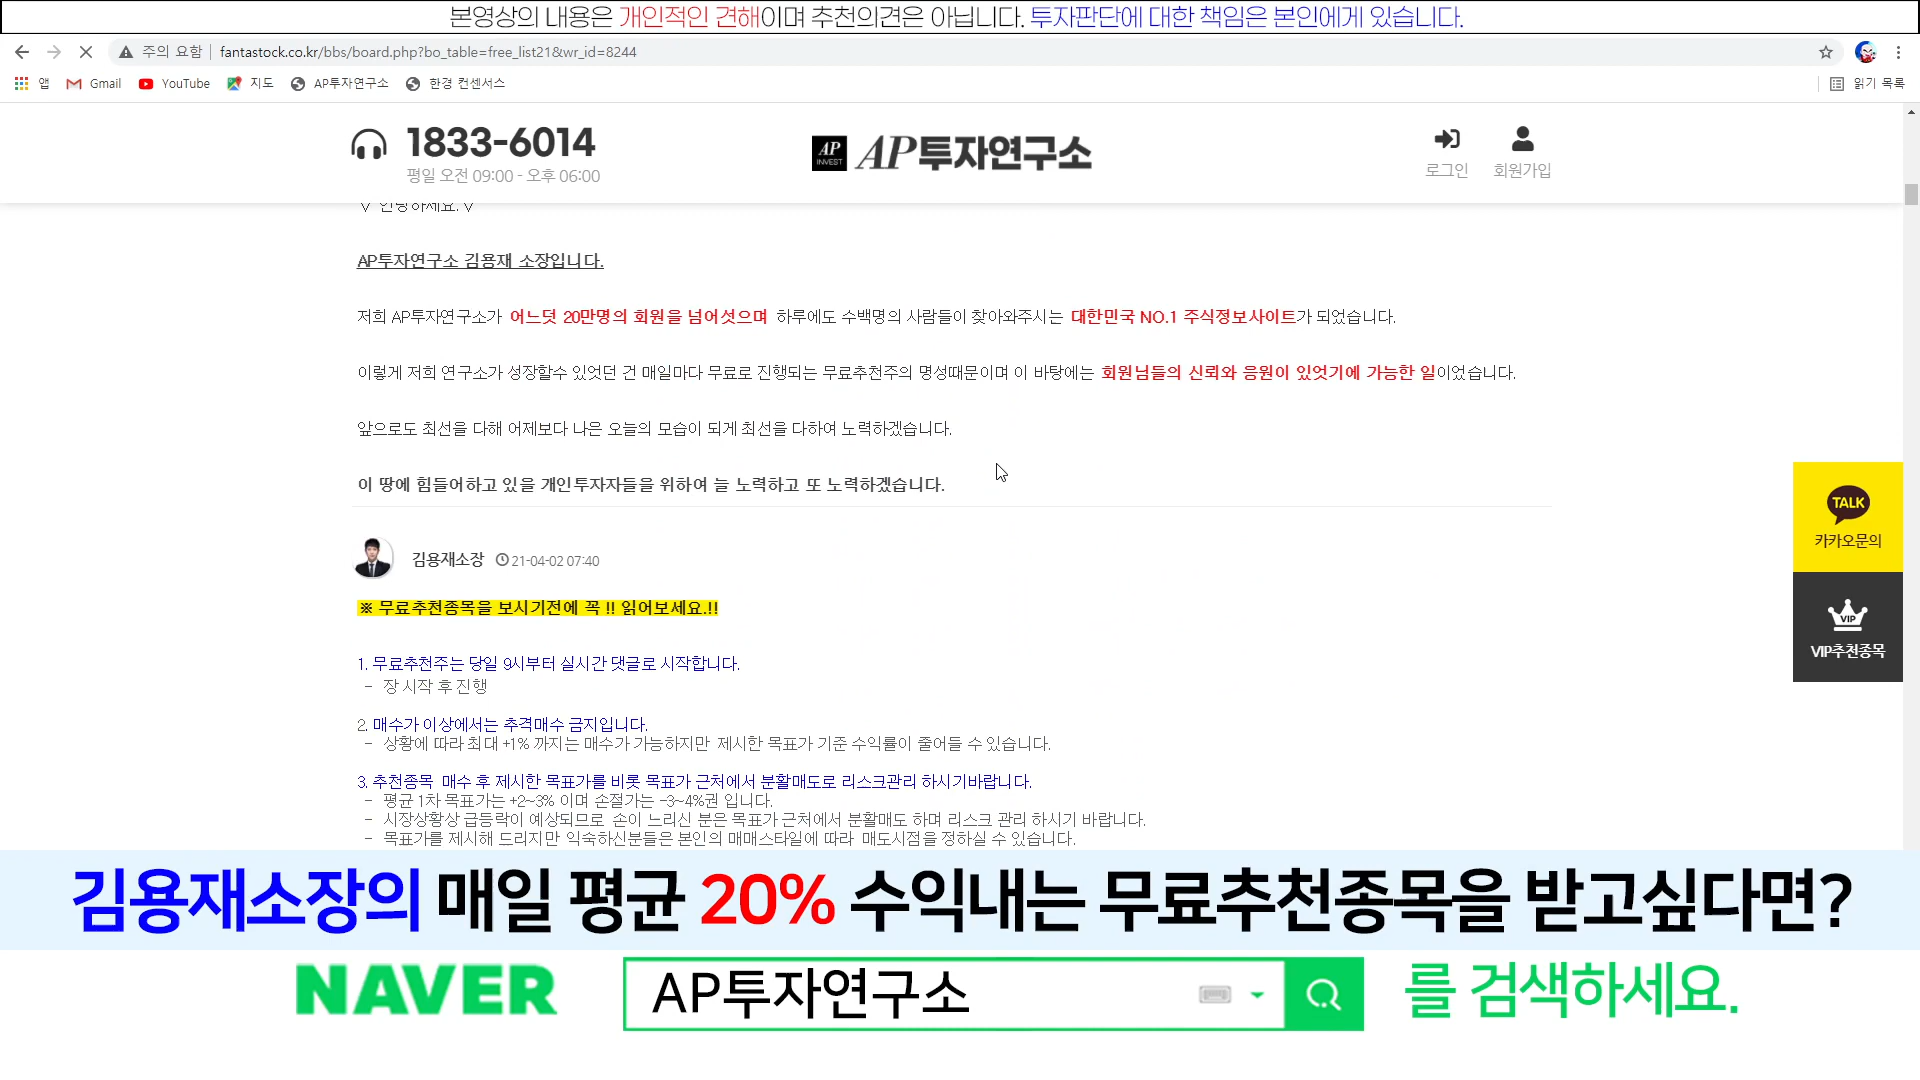 본영상의 내용은 개인적인 견해이며 추천의견은 아닙니다. 투자판단에 대한 책임은 본인에게 있습니다.
주의 요함 fantastock.co.kr/bbs/board.php?bo_table=free_list21&wr_id=8244
앱 Gmail YouTube 지도 AP투자연구소 한경 컨센서스 읽기 목록
1833-6014
평일 오전 09:00 - 오후 06:00
AP INVEST AP투자연구소
로그인 회원가입
▽ 안녕하세요. ▽
AP투자연구소 김용재 소장입니다.
저희 AP투자연구소가 어느덧 20만명의 회원을 넘어섯으며 하루에도 수백명의 사람들이 찾아와주시는 대한민국 NO.1 주식정보사이트가 되었습니다.
이렇게 저희 연구소가 성장할수 있엇던 건 매일마다 무료로 진행되는 무료추천주의 명성때문이며 이 바탕에는 회원님들의 신뢰와 응원이 있엇기에 가능한 일이었습니다.
앞으로도 최선을 다해 어제보다 나은 오늘의 모습이 되게 최선을 다하여 노력하겠습니다.
이 땅에 힘들어하고 있을 개인투자자들을 위하여 늘 노력하고 또 노력하겠습니다.
TALK
카카오문의
김용재소장 21-04-02 07:40
※ 무료추천종목을 보시기전에 꼭 !! 읽어보세요.!!
VIP
VIP추천종목
1. 무료추천주는 당일 9시부터 실시간 댓글로 시작합니다.
- 장 시작 후 진행
2. 매수가 이상에서는 추격매수 금지입니다.
- 상황에 따라 최대 +1% 까지는 매수가 가능하지만 제시한 목표가 기준 수익률이 줄어들 수 있습니다.
3. 추천종목 매수 후 제시한 목표가를 비롯 목표가 근처에서 분할매도로 리스크관리 하시기바랍니다.
- 평균 1차 목표가는 +2~3% 이며 손절가는 -3~4%권 입니다.
- 시장상황상 급등락이 예상되므로 손이 느리신 분은 목표가 근처에서 분할매도 하며 리스크 관리 하시기 바랍니다.
- 목표가를 제시해 드리지만 익숙하신분들은 본인의 매매스타일에 따라 매도시점을 정하실 수 있습니다.
김용재소장의 매일 평균 20% 수익내는 무료추천종목을 받고싶다면?
NAVER AP투자연구소 를 검색하세요.